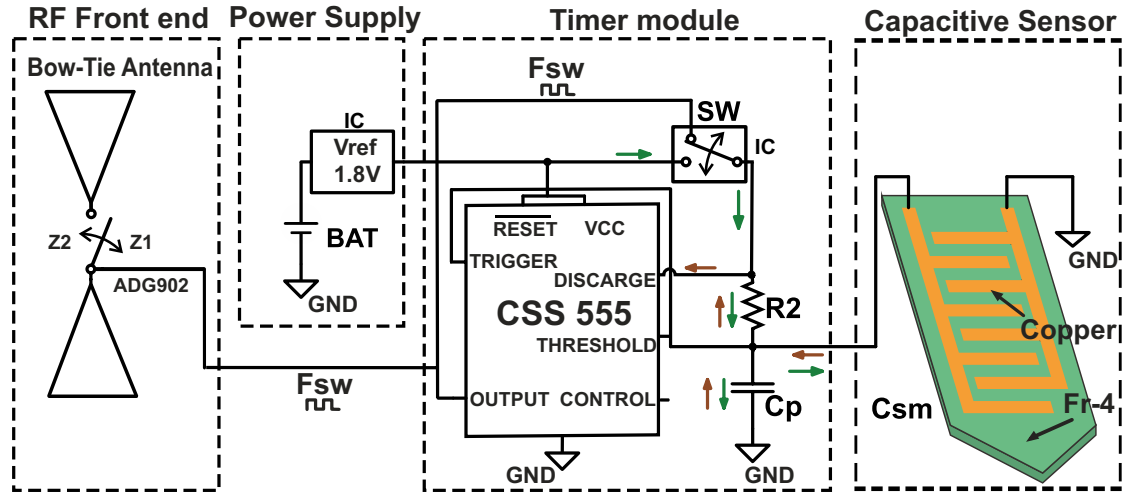 RF Front end
Power Supply
Timer module
Capacitive Sensor
Bow-Tie Antenna
Fsw
IC
Vref
1.8V
SW
IC
RESET
VCC
Z2
Z1
BAT
TRIGGER
DISCHARGE
ADG902
GND
CSS 555
R2
GND
Copper
THRESHOLD
Fsw
OUTPUT
CONTROL
Cp
Csm
Fr-4
GND
GND